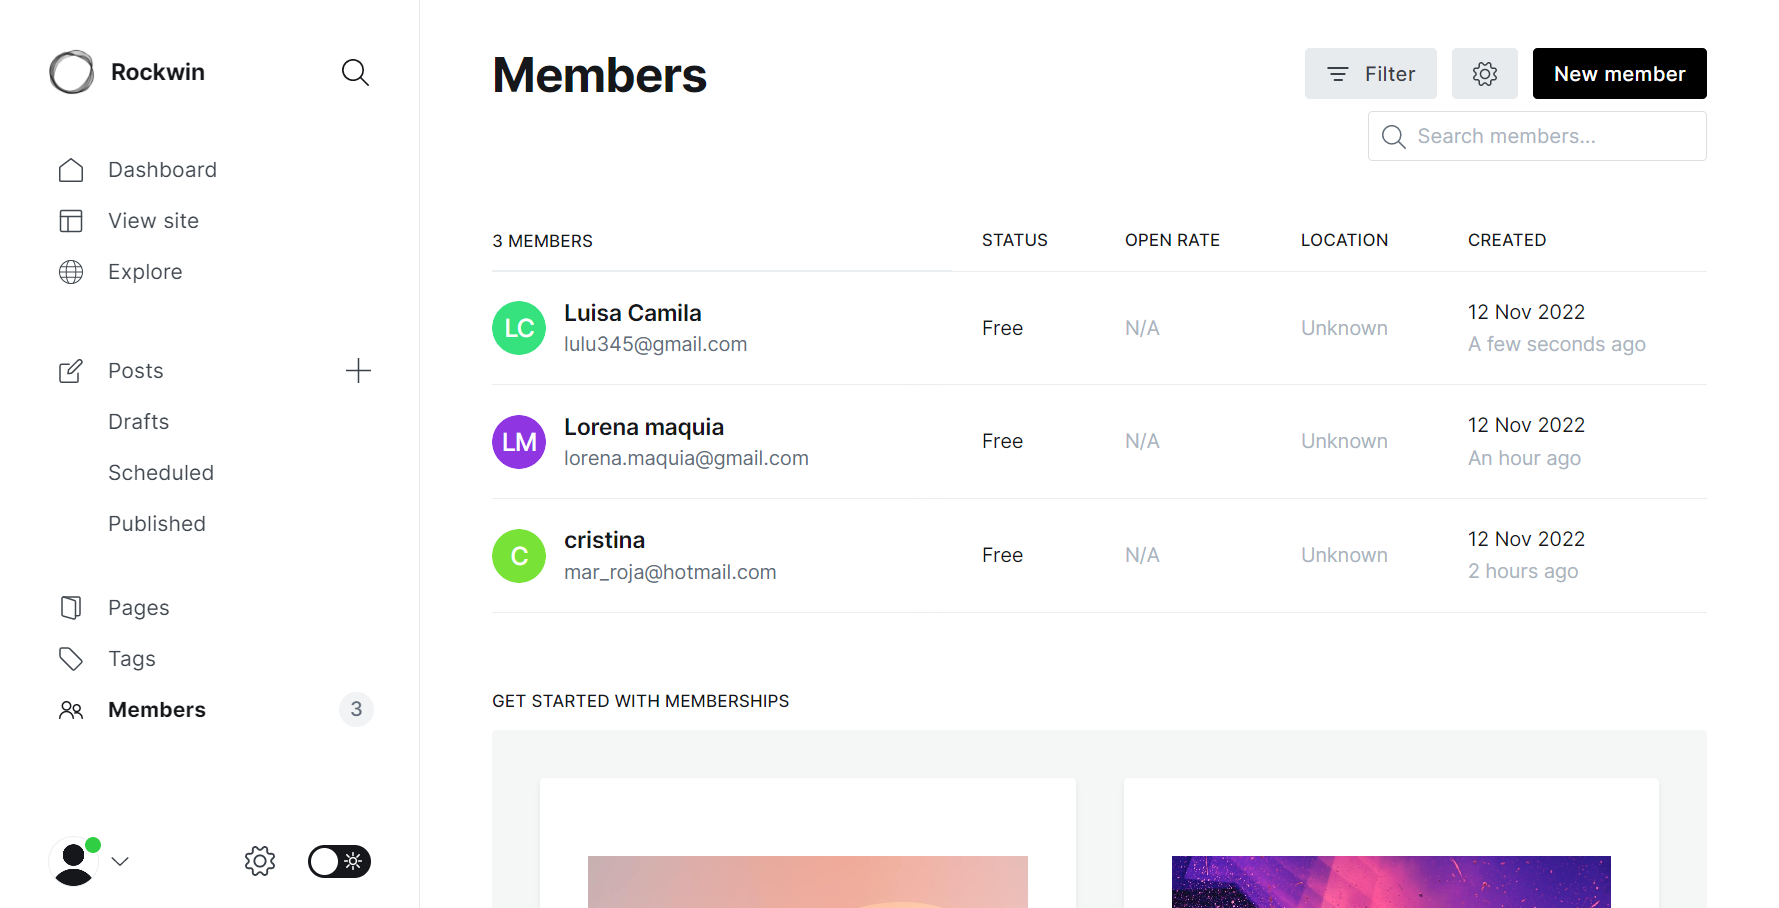 Rockwin
Dashboard
View site
Explore
Posts
Drafts
Scheduled
Published
Pages
Tags
Members
3
Members
Filter
New member
Search members...
3 MEMBERS STATUS OPEN RATE LOCATION CREATED
LC Luisa Camila
lulu345@gmail.com
Free N/A Unknown
12 Nov 2022
A few seconds ago
LM Lorena maquia
lorena.maquia@gmail.com
Free N/A Unknown
12 Nov 2022
An hour ago
C cristina
mar_roja@hotmail.com
Free N/A Unknown
12 Nov 2022
2 hours ago
GET STARTED WITH MEMBERSHIPS